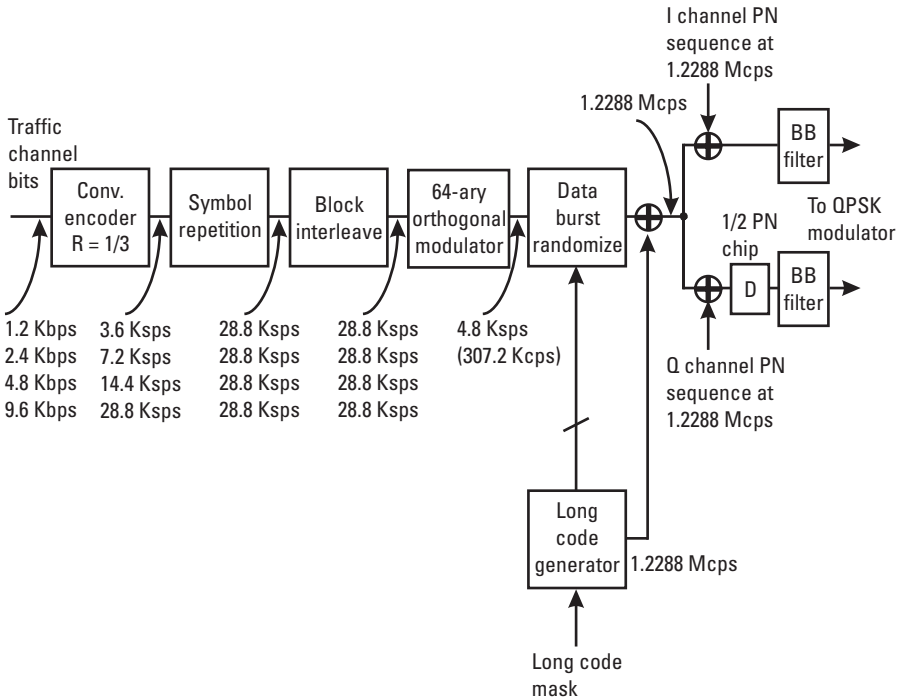 I channel PN
sequence at
1.2288 Mcps
1.2288 Mcps
Traffic
channel
bits
Conv.
encoder
R = 1/3
Symbol
repetition
Block
interleave
64-ary
orthogonal
modulator
Data
burst
randomize
BB
filter
To QPSK
modulator
1/2 PN
chip
D
BB
filter
1.2 Kbps
2.4 Kbps
4.8 Kbps
9.6 Kbps
3.6 Ksps
7.2 Ksps
14.4 Ksps
28.8 Ksps
28.8 Ksps
28.8 Ksps
28.8 Ksps
28.8 Ksps
28.8 Ksps
28.8 Ksps
28.8 Ksps
28.8 Ksps
4.8 Ksps
(307.2 Kcps)
Q channel PN
sequence at
1.2288 Mcps
Long
code
generator
1.2288 Mcps
Long code
mask